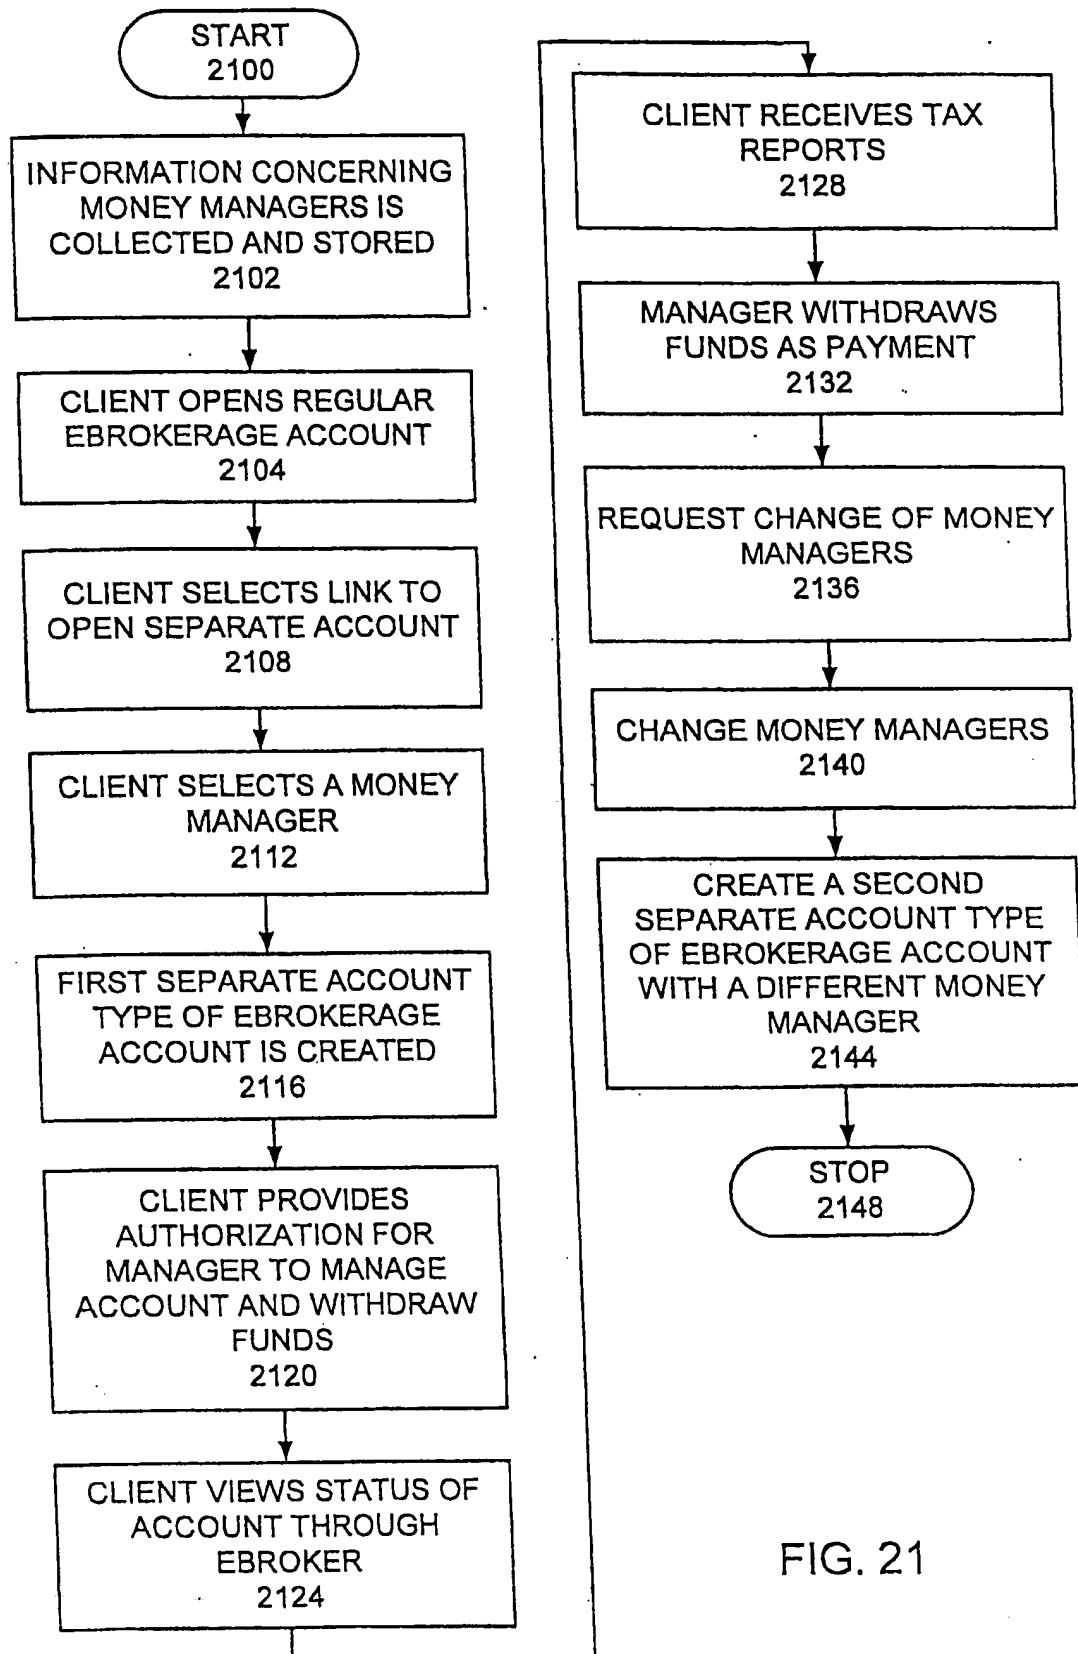 START
2100
INFORMATION CONCERNING
MONEY MANAGERS IS
COLLECTED AND STORED
2102
CLIENT OPENS REGULAR
EBROKERAGE ACCOUNT
2104
CLIENT SELECTS LINK TO
OPEN SEPARATE ACCOUNT
2108
CLIENT SELECTS A MONEY
MANAGER
2112
FIRST SEPARATE ACCOUNT
TYPE OF EBROKERAGE
ACCOUNT IS CREATED
2116
CLIENT PROVIDES
AUTHORIZATION FOR
MANAGER TO MANAGE
ACCOUNT AND WITHDRAW
FUNDS
2120
CLIENT VIEWS STATUS OF
ACCOUNT THROUGH
EBROKER
2124
CLIENT RECEIVES TAX
REPORTS
2128
MANAGER WITHDRAWS
FUNDS AS PAYMENT
2132
REQUEST CHANGE OF MONEY
MANAGERS
2136
CHANGE MONEY MANAGERS
2140
CREATE A SECOND
SEPARATE ACCOUNT TYPE
OF EBROKERAGE ACCOUNT
WITH A DIFFERENT MONEY
MANAGER
2144
STOP
2148
FIG. 21